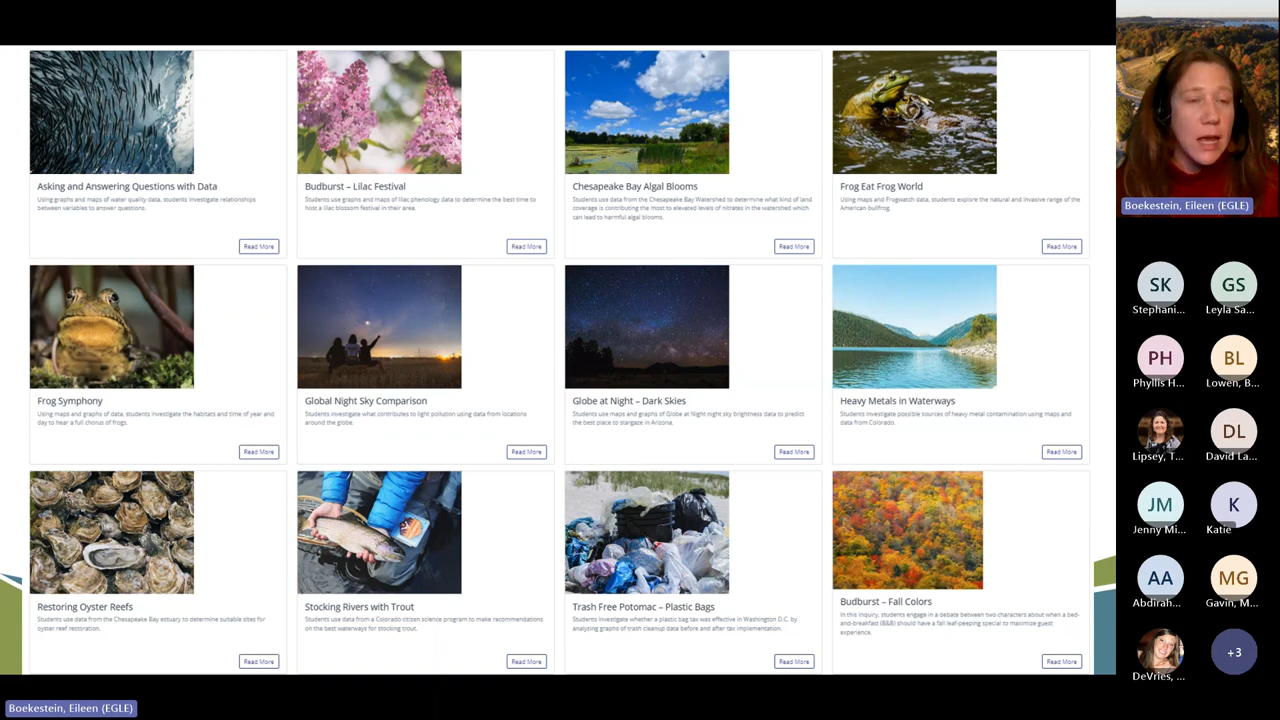 Asking and Answering Questions with Data
Using graphs and maps of water quality data, students investigate relationships
between variables to answer questions.
Read More
Budburst – Lilac Festival
Students use graphs and maps of lilac phenology data to determine the best time to
host a lilac blossom festival in their area.
Read More
Chesapeake Bay Algal Blooms
Students use data from the Chesapeake Bay Watershed to determine what kind of land
coverage is contributing the most to elevated levels of nitrates in the watershed which
can lead to harmful algal blooms.
Read More
Frog Eat Frog World
Using maps and Frogwatch data, students explore the natural and invasive range of the
American bullfrog.
Read More
Frog Symphony
Using maps and graphs of data, students investigate the habitats and time of year and
day to hear a full chorus of frogs.
Read More
Global Night Sky Comparison
Students investigate what contributes to light pollution using data from locations
around the globe.
Read More
Globe at Night – Dark Skies
Students use maps and graphs of Globe at Night night sky brightness data to predict
the best place to stargaze in Arizona.
Read More
Heavy Metals in Waterways
Students investigate possible sources of heavy metal contamination using maps and
data from Colorado.
Read More
Restoring Oyster Reefs
Students use data from the Chesapeake Bay estuary to determine suitable sites for
oyster reef restoration.
Read More
Stocking Rivers with Trout
Students use data from a Colorado citizen science program to make recommendations
on the best waterways for stocking trout.
Read More
Trash Free Potomac – Plastic Bags
Students investigate whether a plastic bag tax was effective in Washington D.C. by
analyzing graphs of trash cleanup data before and after tax implementation.
Read More
Budburst – Fall Colors
In this inquiry, students engage in a debate between two characters about when a bed-
and-breakfast (B&B) should have a fall leaf-peeping special to maximize guest
experience.
Read More
Boekestein, Eileen (EGLE)
SK
Stephani...
GS
Leyla Sa...
PH
Phyllis H...
BL
Lowen, B...
Lipsey, T...
DL
David La...
JM
Jenny Mi...
K
Katie
AA
Abdirah...
MG
Gavin, M...
DeVries, ...
+3
Boekestein, Eileen (EGLE)